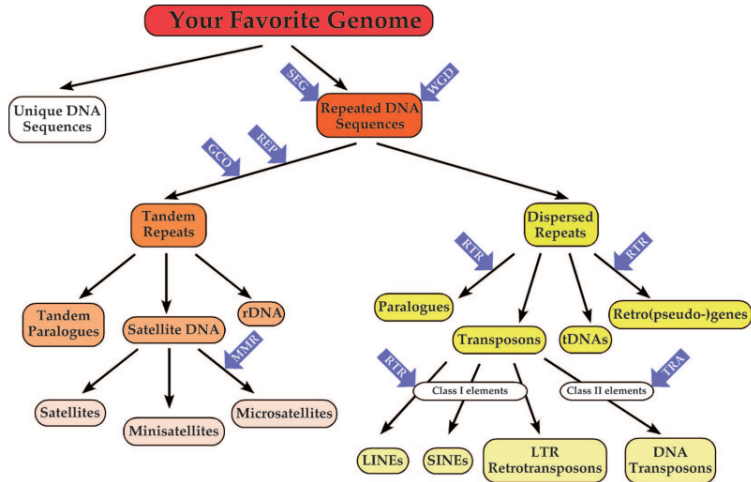 Your Favorite Genome
SEG
WGD
Unique DNA
Sequences
Repeated DNA
Sequences
GCO
REP
Tandem
Repeats
Dispersed
Repeats
RTR
RTR
Tandem
Paralogues
Satellite DNA
rDNA
Paralogues
Transposons
tDNAs
Retro(pseudo-)genes
MMR
RTR
Class I elements
Class II elements
TRA
Satellites
Minisatellites
Microsatellites
LINEs
SINEs
LTR
Retrotransposons
DNA
Transposons